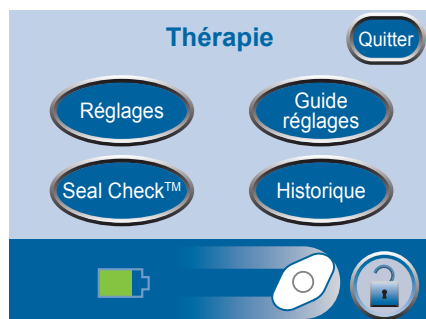 Thérapie
Quitter
Réglages
Guide
réglages
Seal Check™
Historique